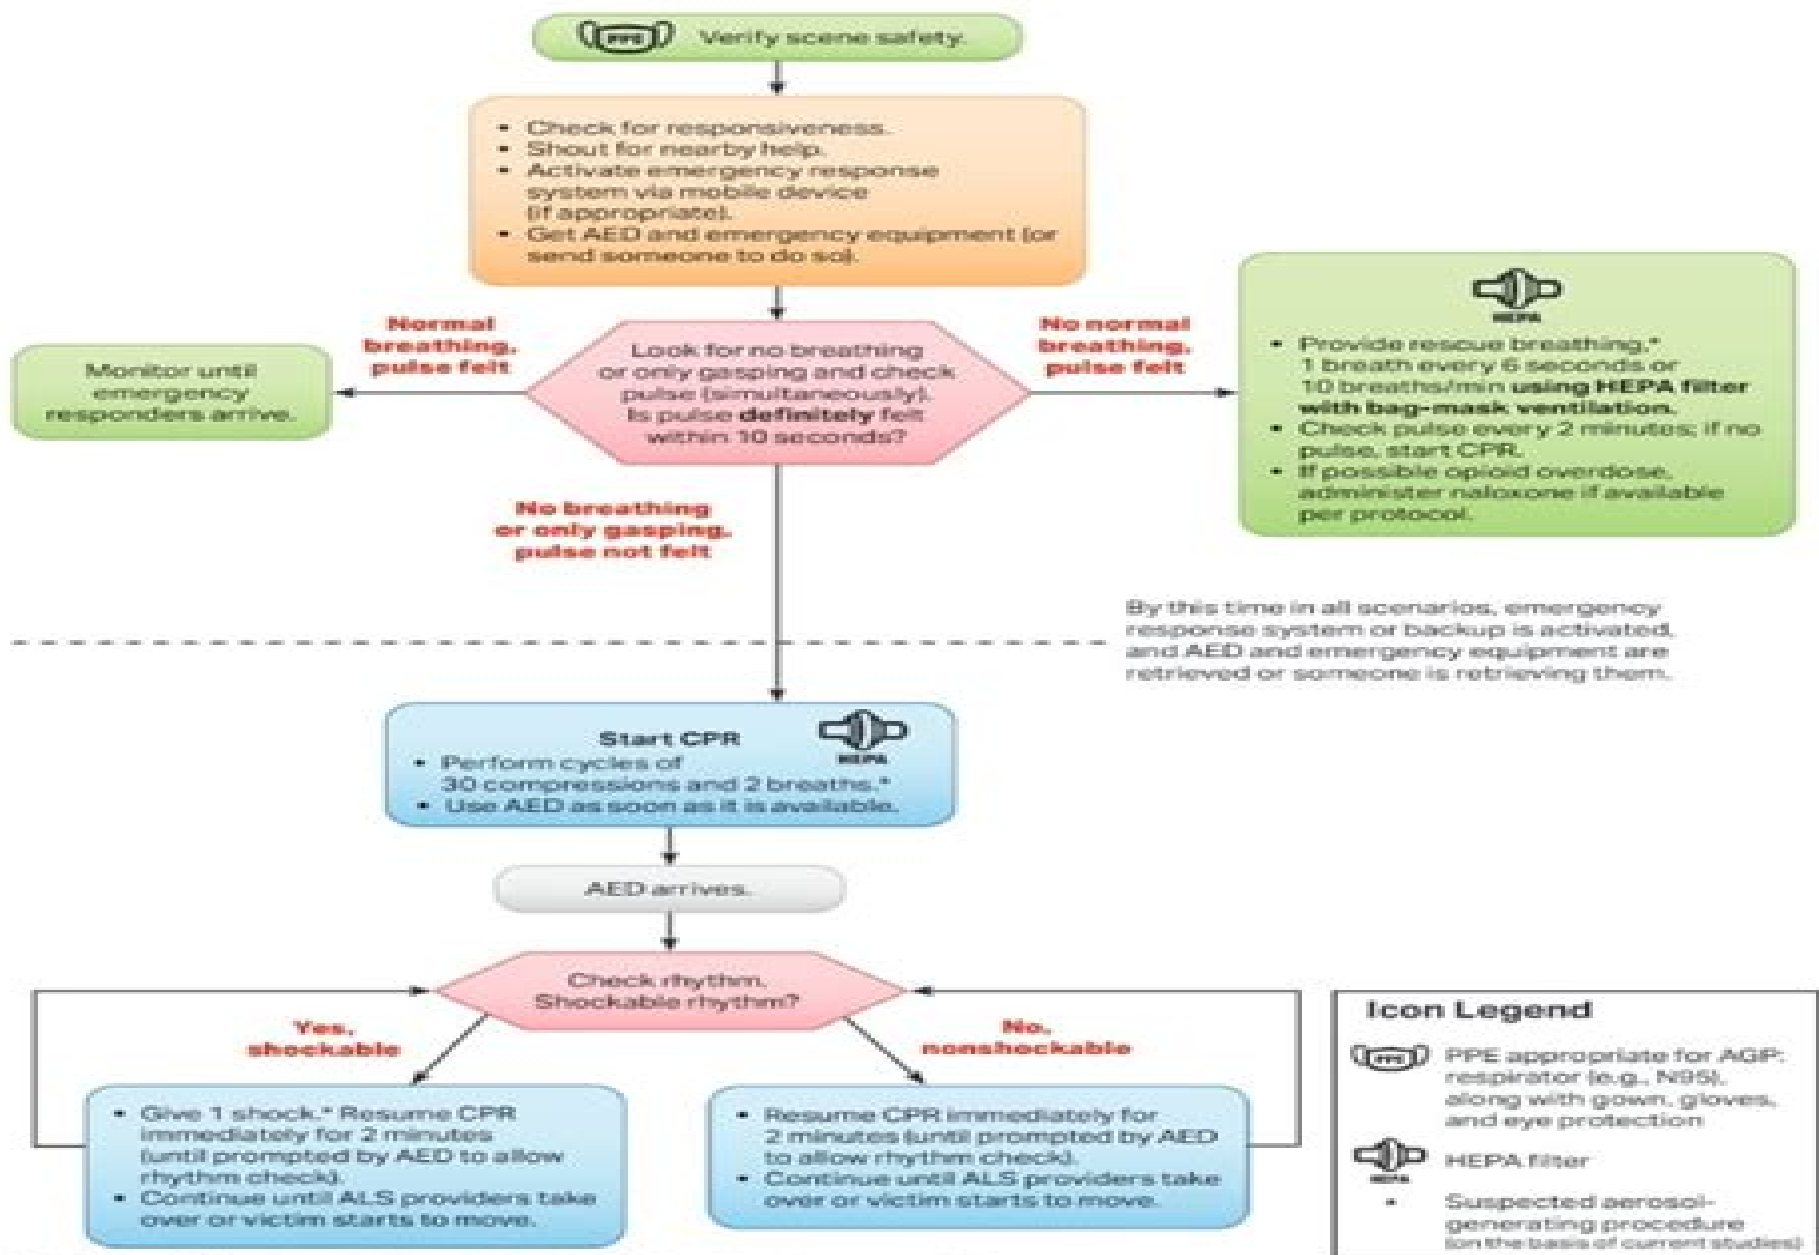 PPE Verify scene safety.
• Check for responsiveness.
• Shout for nearby help.
• Activate emergency response
system via mobile device
(if appropriate).
• Get AED and emergency equipment (or
send someone to do so).
Normal
breathing,
pulse felt
Monitor until
emergency
responders arrive.
Look for no breathing
or only gasping and check
pulse (simultaneously).
Is pulse definitely felt
within 10 seconds?
No normal
breathing,
pulse felt
HEPA
• Provide rescue breathing,*
1 breath every 6 seconds or
10 breaths/min using HEPA filter
with bag-mask ventilation.
• Check pulse every 2 minutes; if no
pulse, start CPR.
• If possible opioid overdose,
administer naloxone if available
per protocol.
No breathing
or only gasping,
pulse not felt
By this time in all scenarios, emergency
response system or backup is activated,
and AED and emergency equipment are
retrieved or someone is retrieving them.
Start CPR
HEPA
• Perform cycles of
30 compressions and 2 breaths.*
• Use AED as soon as it is available.
AED arrives.
Check rhythm.
Shockable rhythm?
Yes,
shockable
No,
nonshockable
• Give 1 shock.* Resume CPR
immediately for 2 minutes
(until prompted by AED to allow
rhythm check).
• Continue until ALS providers take
over or victim starts to move.
• Resume CPR immediately for
2 minutes (until prompted by AED
to allow rhythm check).
• Continue until ALS providers take
over or victim starts to move.
Icon Legend
PPE PPE appropriate for AGP:
respirator (e.g., N95),
along with gown, gloves,
and eye protection
HEPA HEPA filter
* Suspected aerosol-
generating procedure
(on the basis of current studies)